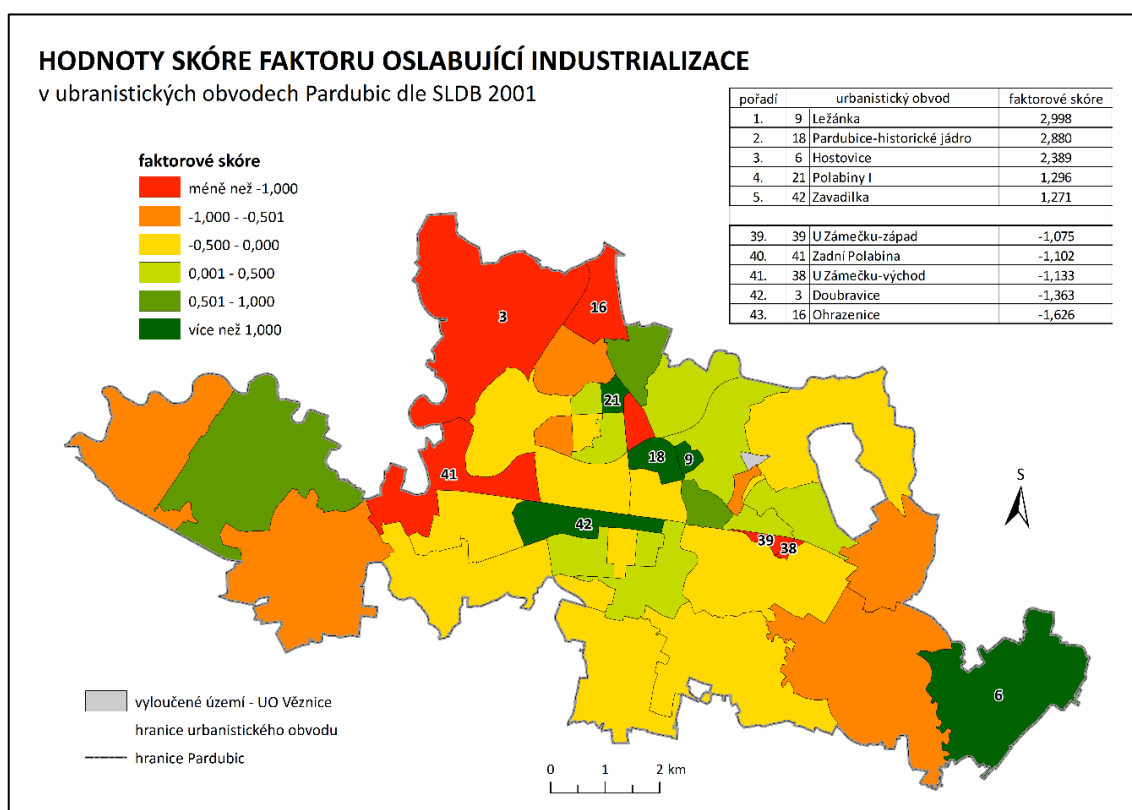 HODNOTY SKÓRE FAKTORU OSLABUJÍCÍ INDUSTRIALIZACE
v ubranistických obvodech Pardubic dle SLDB 2001
pořadí urbanistický obvod faktorové skóre
1. 9 Ležánka 2,998
2. 18 Pardubice-historické jádro 2,880
3. 6 Hostovice 2,389
4. 21 Polabiny I 1,296
5. 42 Zavadilka 1,271
39. 39 U Zámečku-západ -1,075
40. 41 Zadní Polabina -1,102
41. 38 U Zámečku-východ -1,133
42. 3 Doubravice -1,363
43. 16 Ohrazenice -1,626
faktorové skóre
méně než -1,000
-1,000 - -0,501
-0,500 - 0,000
0,001 - 0,500
0,501 - 1,000
více než 1,000
16
3
21
18
9
41
42
39
38
6
S
vyloučené území - UO Věznice
hranice urbanistického obvodu
hranice Pardubic
0 1 2 km